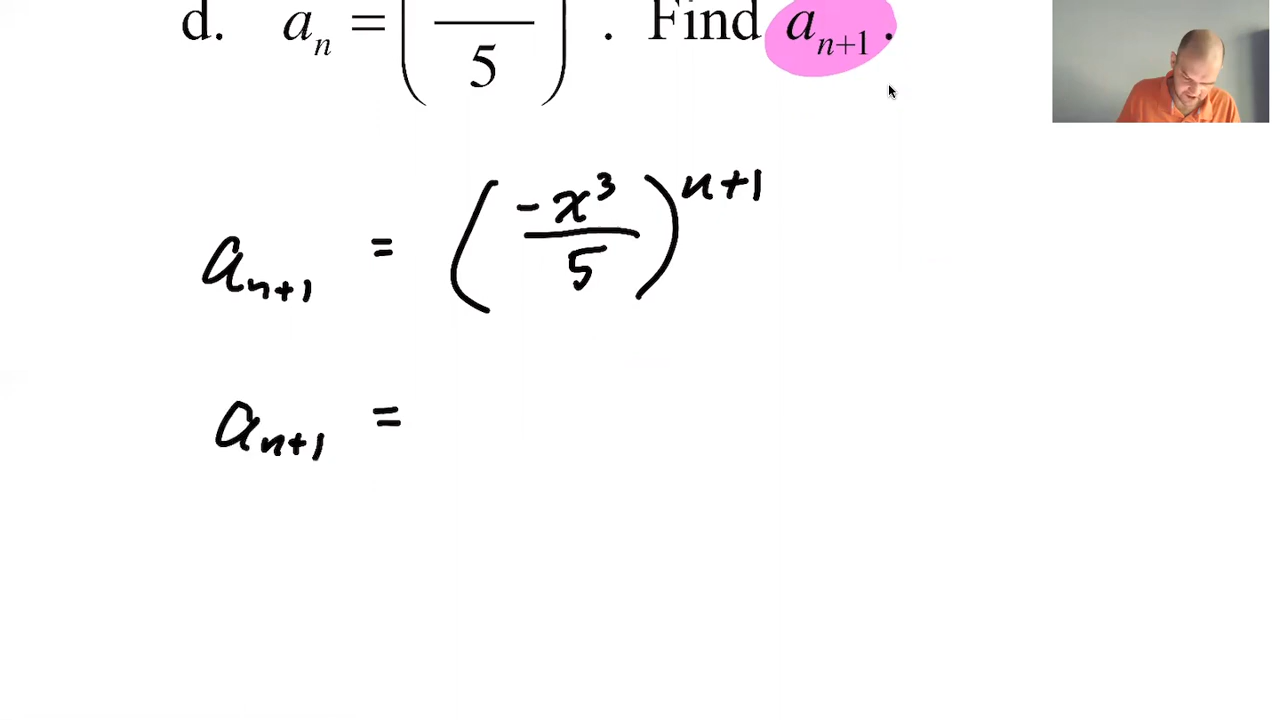 d. aₙ = ( — / 5 ) . Find aₙ₊₁ .
aₙ₊₁ = ( -x³ / 5 )ⁿ⁺¹
aₙ₊₁ =